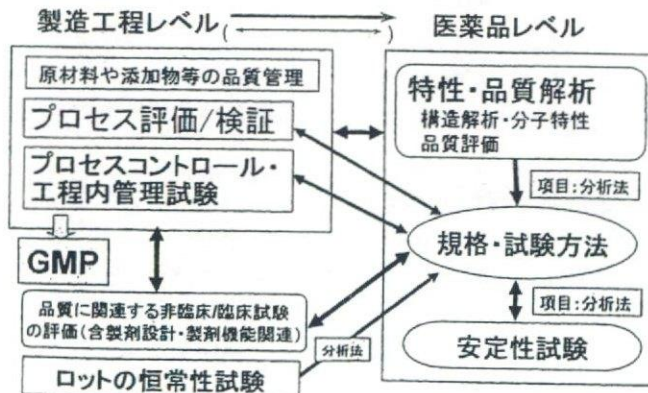 製造工程レベル
医薬品レベル
原材料や添加物等の品質管理
プロセス評価/検証
プロセスコントロール・
工程内管理試験
GMP
品質に関連する非臨床/臨床試験
の評価(含製剤設計・製剤機能関連)
ロットの恒常性試験
分析法
特性・品質解析
構造解析・分子特性
品質評価
項目:分析法
規格・試験方法
項目:分析法
安定性試験